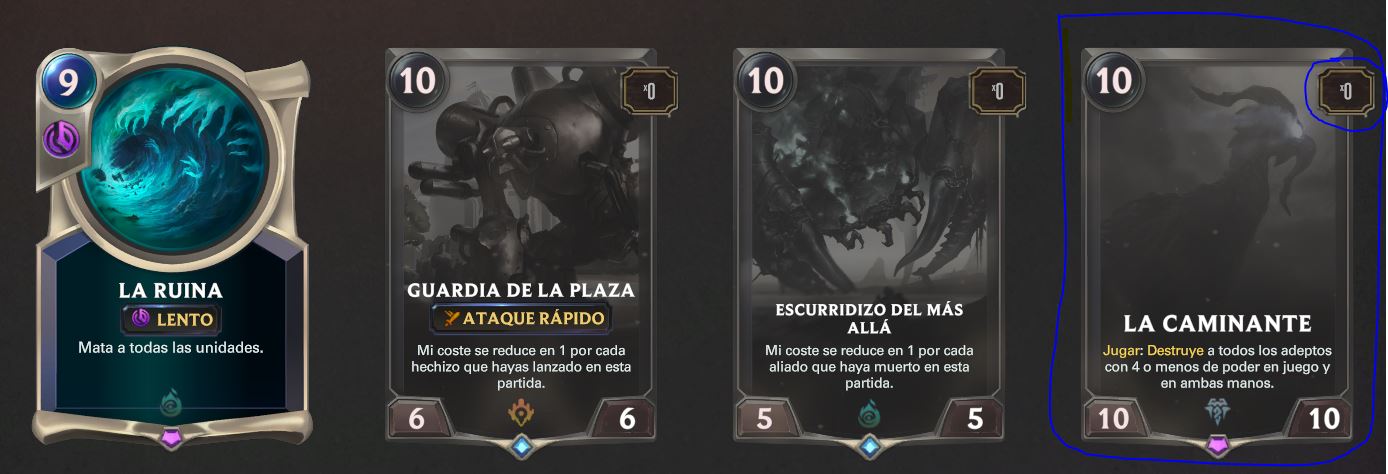 9
LA RUINA
LENTO
Mata a todas las unidades.
10
x0
GUARDIA DE LA PLAZA
ATAQUE RÁPIDO
Mi coste se reduce en 1 por cada
hechizo que hayas lanzado en esta
partida.
6
6
10
x0
ESCURRIDIZO DEL MÁS
ALLÁ
Mi coste se reduce en 1 por cada
aliado que haya muerto en esta
partida.
5
5
10
x0
LA CAMINANTE
Jugar: Destruye a todos los adeptos
con 4 o menos de poder en juego y
en ambas manos.
10
10